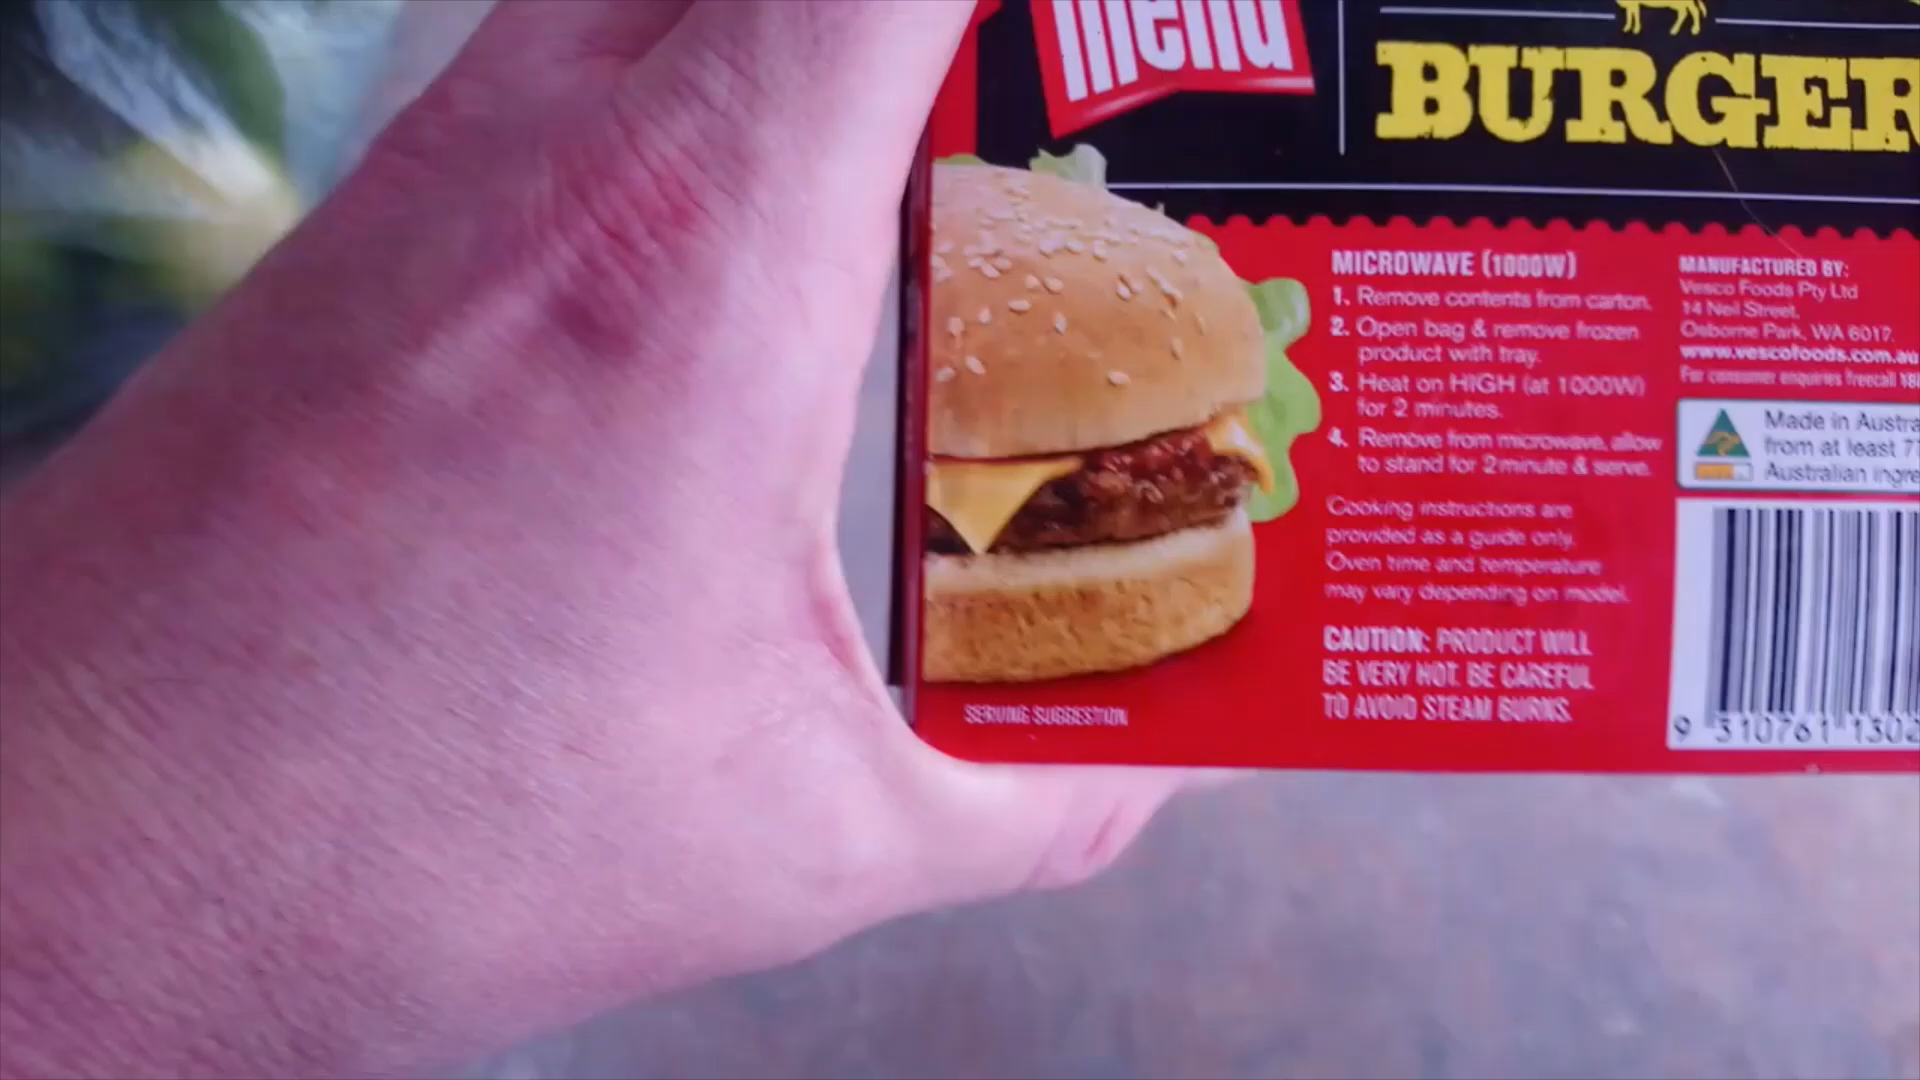 menu
BURGER
MICROWAVE (1000W)
1. Remove contents from carton.
2. Open bag & remove frozen
product with tray.
3. Heat on HIGH (at 1000W)
for 2 minutes.
4. Remove from microwave, allow
to stand for 2 minute & serve.
Cooking instructions are
provided as a guide only.
Oven time and temperature
may vary depending on model.
CAUTION: PRODUCT WILL
BE VERY HOT. BE CAREFUL
TO AVOID STEAM BURNS.
SERVING SUGGESTION
MANUFACTURED BY:
Vesco Foods Pty Ltd
14 Neil Street,
Osborne Park, WA 6017.
www.vescofoods.com.au
For consumer enquiries freecall 18
Made in Austra
from at least 7
Australian ingre
9 310761 1302